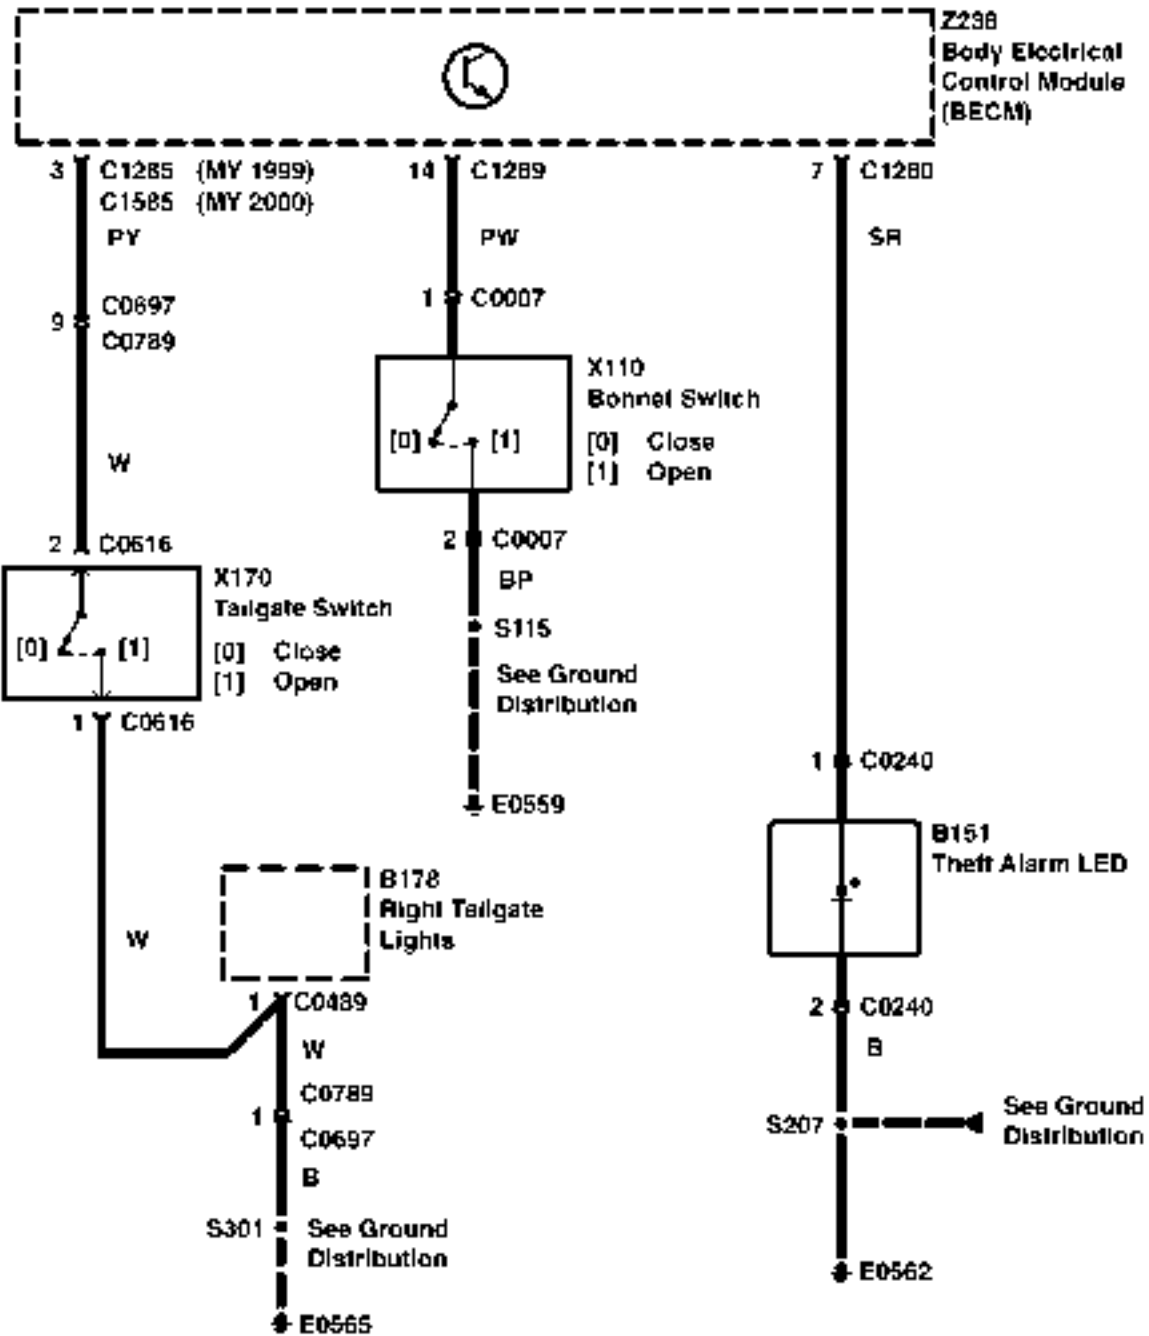 Z238
Body Electrical
Control Module
(BECM)
3 C1285 (MY 1999)
C1585 (MY 2000)
14 C1289
7 C1280
PY
PW
SR
9 C0697
C0789
1 C0007
X110
Bonnet Switch
[0] [1]
[0] Close
[1] Open
W
2 C0616
2 C0007
BP
X170
Tailgate Switch
[0] [1]
[0] Close
[1] Open
S115
See Ground
Distribution
1 C0616
1 C0240
E0559
B151
Theft Alarm LED
B178
Right Tailgate
Lights
W
1 C0489
2 C0240
W
B
C0789
1
C0697
B
S207
See Ground
Distribution
S301
See Ground
Distribution
E0562
E0565